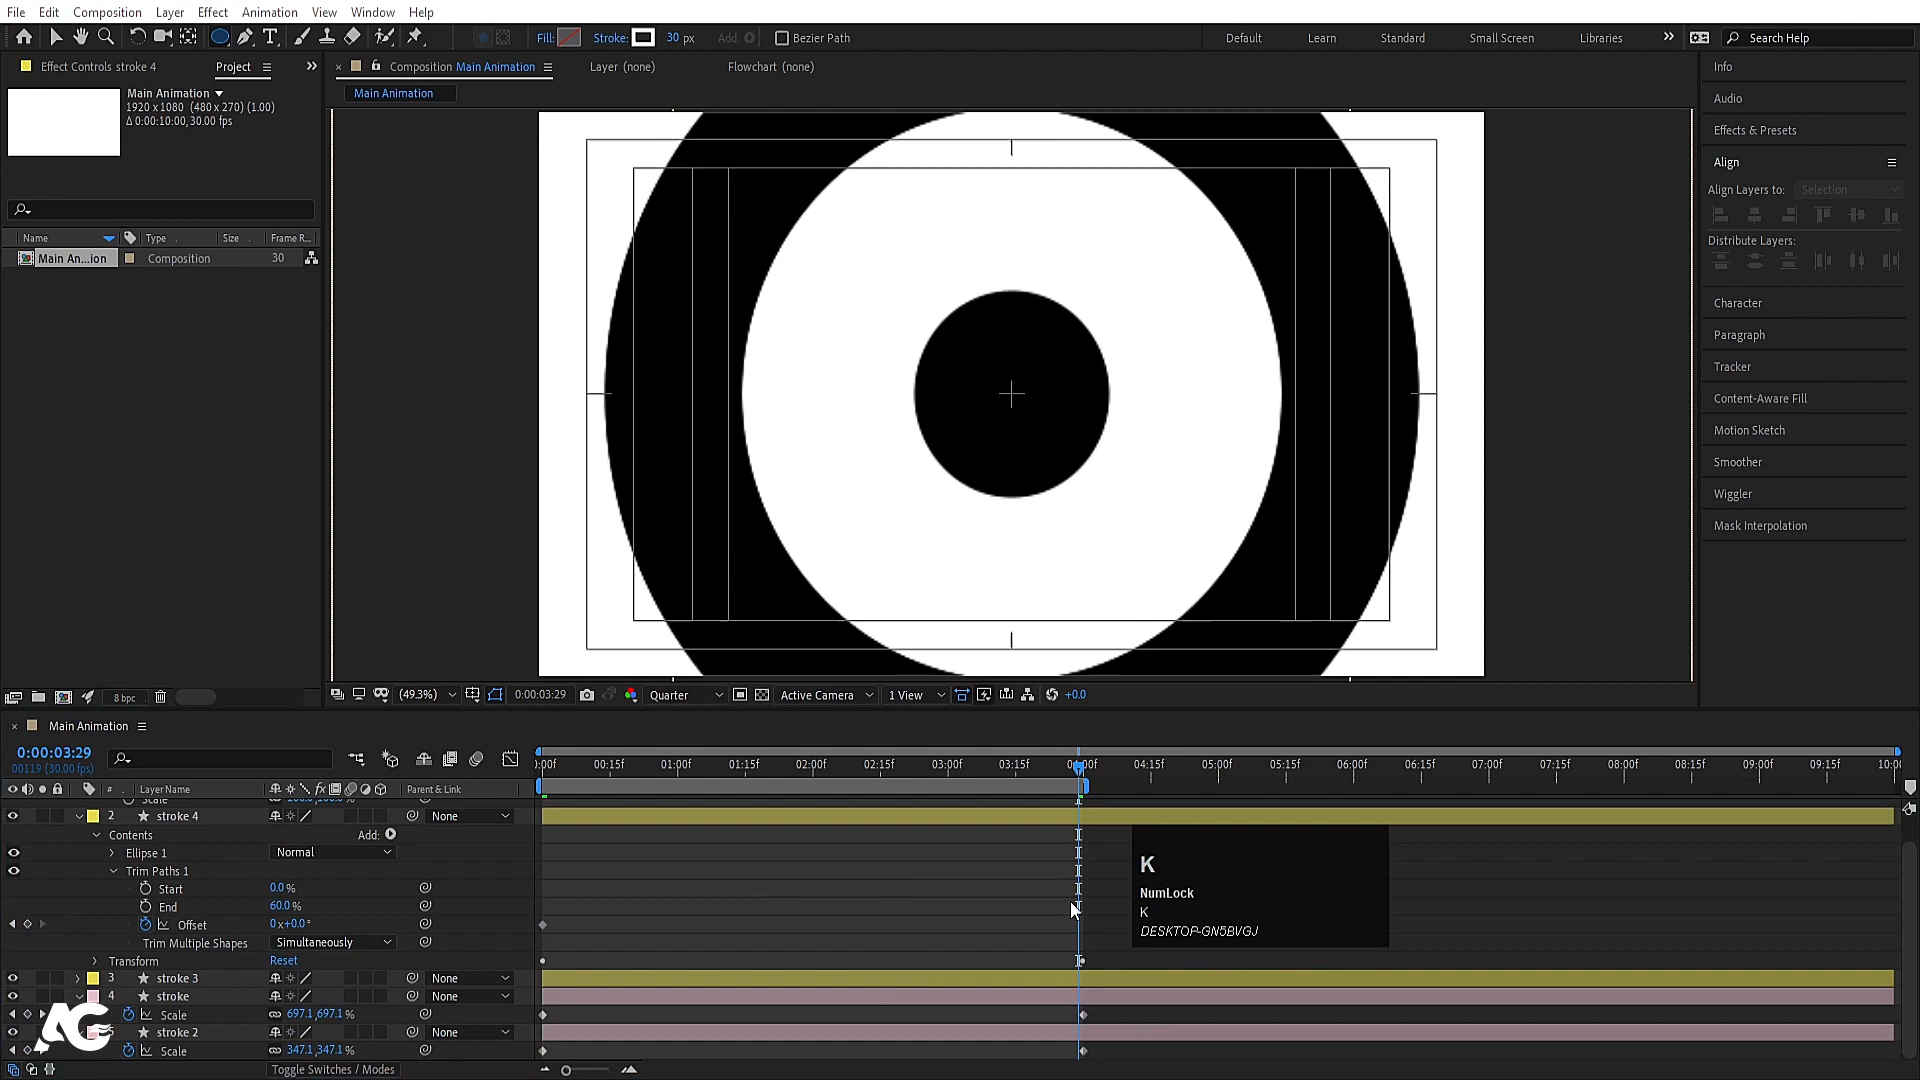 File Edit Composition Layer Effect Animation View Window Help
Fill: Stroke: 30 px Add: Bezier Path Default Learn Standard Small Screen Libraries Search Help
Effect Controls stroke 4 Project Composition Main Animation Layer (none) Flowchart (none)
Main Animation
Main Animation
1920 x 1080 (480 x 270) (1.00)
Δ 0:00:10:00, 30.00 fps
Name Type Size Frame R...
Main An...ion Composition 30
Info
Audio
Effects & Presets
Align
Align Layers to: Selection
Distribute Layers:
Character
Paragraph
Tracker
Content-Aware Fill
Motion Sketch
Smoother
Wiggler
Mask Interpolation
8 bpc (49.3%) 0:00:03:29 Quarter Active Camera 1 View +0.0
Main Animation
0:00:03:29
00119 (30.00 fps)
:00f 00:15f 01:00f 01:15f 02:00f 02:15f 03:00f 03:15f 04:15f 05:00f 05:15f 06:00f 06:15f 07:00f 07:15f 08:00f 08:15f 09:00f 09:15f 10:00
# Layer Name fx Parent & Link
Scale
2 stroke 4 None
Contents Add:
Ellipse 1 Normal
Trim Paths 1
Start 0.0 %
End 60.0 %
Offset 0x+0.0 °
Trim Multiple Shapes Simultaneously
Transform Reset
3 stroke 3 None
4 stroke None
Scale 697.1,697.1 %
stroke 2 None
Scale 347.1,347.1 %
Toggle Switches / Modes
K
NumLock
K
DESKTOP-GN5BVGJ
AG